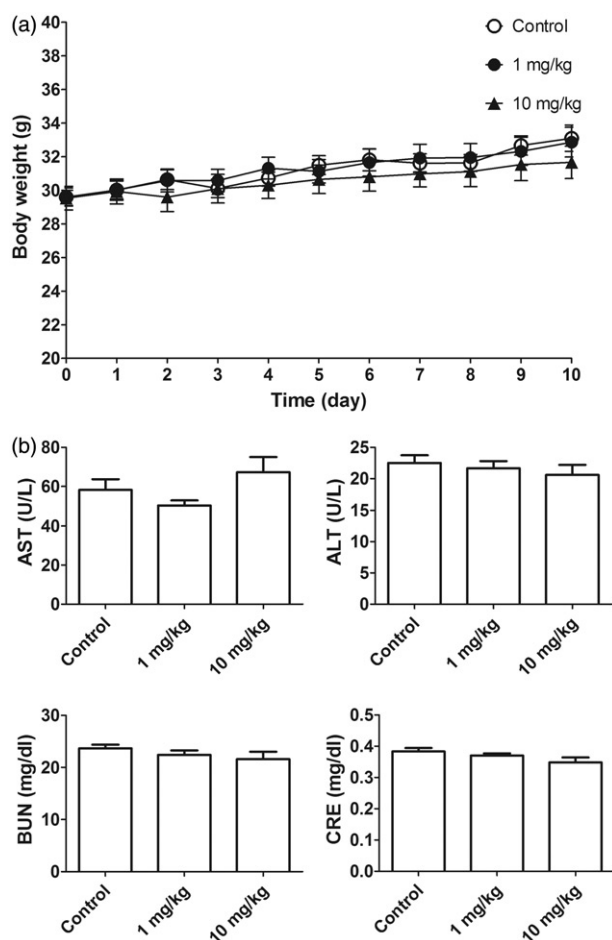 (a)
Body weight (g)
40
38
36
34
32
30
28
26
24
22
20
0 1 2 3 4 5 6 7 8 9 10
Time (day)
Control
1 mg/kg
10 mg/kg
(b)
AST (U/L)
80
60
40
20
0
Control
1 mg/kg
10 mg/kg
ALT (U/L)
25
20
15
10
5
0
Control
1 mg/kg
10 mg/kg
BUN (mg/dl)
30
20
10
0
Control
1 mg/kg
10 mg/kg
CRE (mg/dl)
0.5
0.4
0.3
0.2
0.1
0.0
Control
1 mg/kg
10 mg/kg